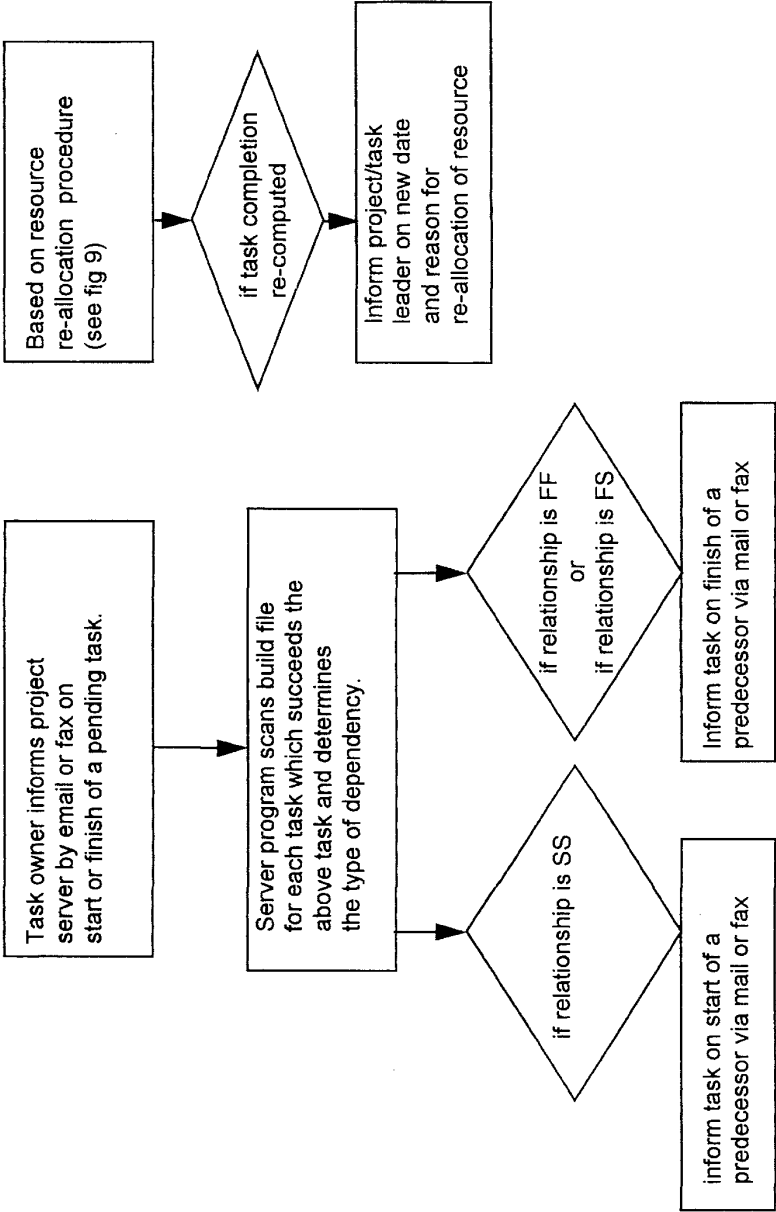 Task owner informs project
server by email or fax on
start or finish of a pending task.
Server program scans build file
for each task which succeeds the
above task and determines
the type of dependency.
if relationship is SS
inform task on start of a
predecessor via mail or fax
if relationship is FF
or
if relationship is FS
Inform task on finish of a
predecessor via mail or fax
Based on resource
re-allocation procedure
(see fig 9)
if task completion
re-computed
Inform project/task
leader on new date
and reason for
re-allocation of resource